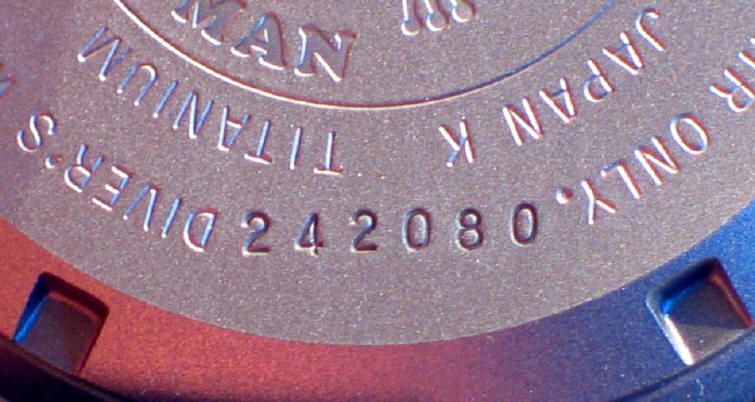 MAN
JAPAN K TITANIUM
R ONLY. DIVER'S
242080